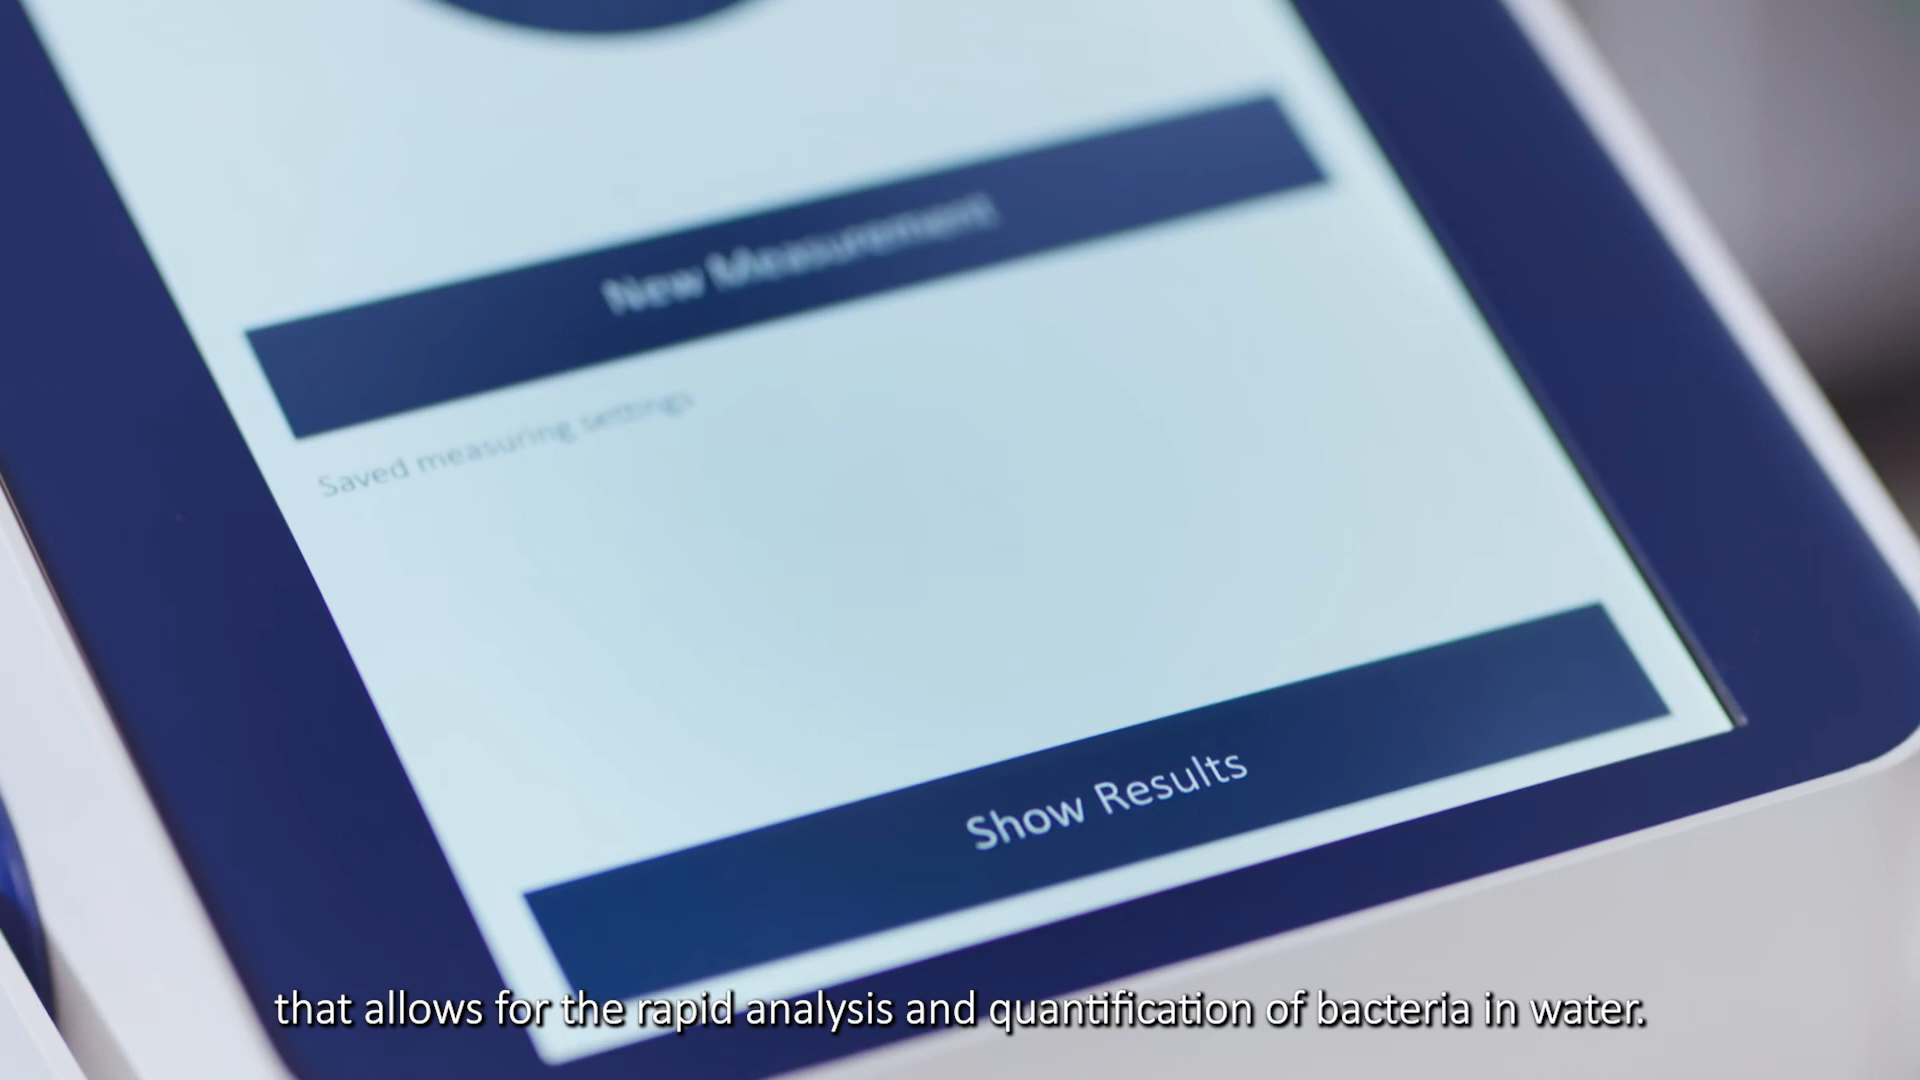 New Measurement
Saved measuring settings
Show Results
that allows for the rapid analysis and quantification of bacteria in water.